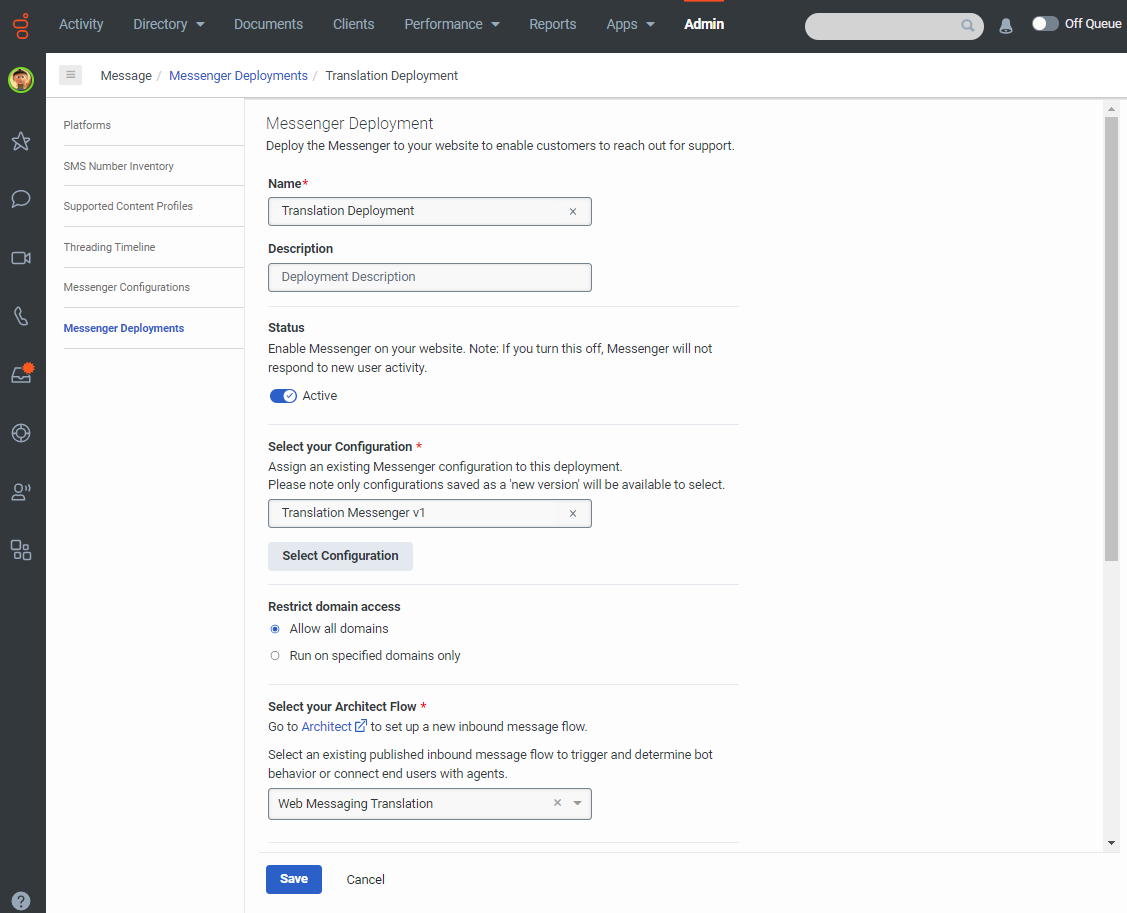 Activity Directory Documents Clients Performance Reports Apps Admin Off Queue
Message / Messenger Deployments / Translation Deployment
Platforms
SMS Number Inventory
Supported Content Profiles
Threading Timeline
Messenger Configurations
Messenger Deployments
Messenger Deployment
Deploy the Messenger to your website to enable customers to reach out for support.
Name*
Translation Deployment ×
Description
Deployment Description
Status
Enable Messenger on your website. Note: If you turn this off, Messenger will not
respond to new user activity.
Active
Select your Configuration *
Assign an existing Messenger configuration to this deployment.
Please note only configurations saved as a 'new version' will be available to select.
Translation Messenger v1 ×
Select Configuration
Restrict domain access
Allow all domains
Run on specified domains only
Select your Architect Flow *
Go to Architect to set up a new inbound message flow.
Select an existing published inbound message flow to trigger and determine bot
behavior or connect end users with agents.
Web Messaging Translation ×
Save Cancel
?